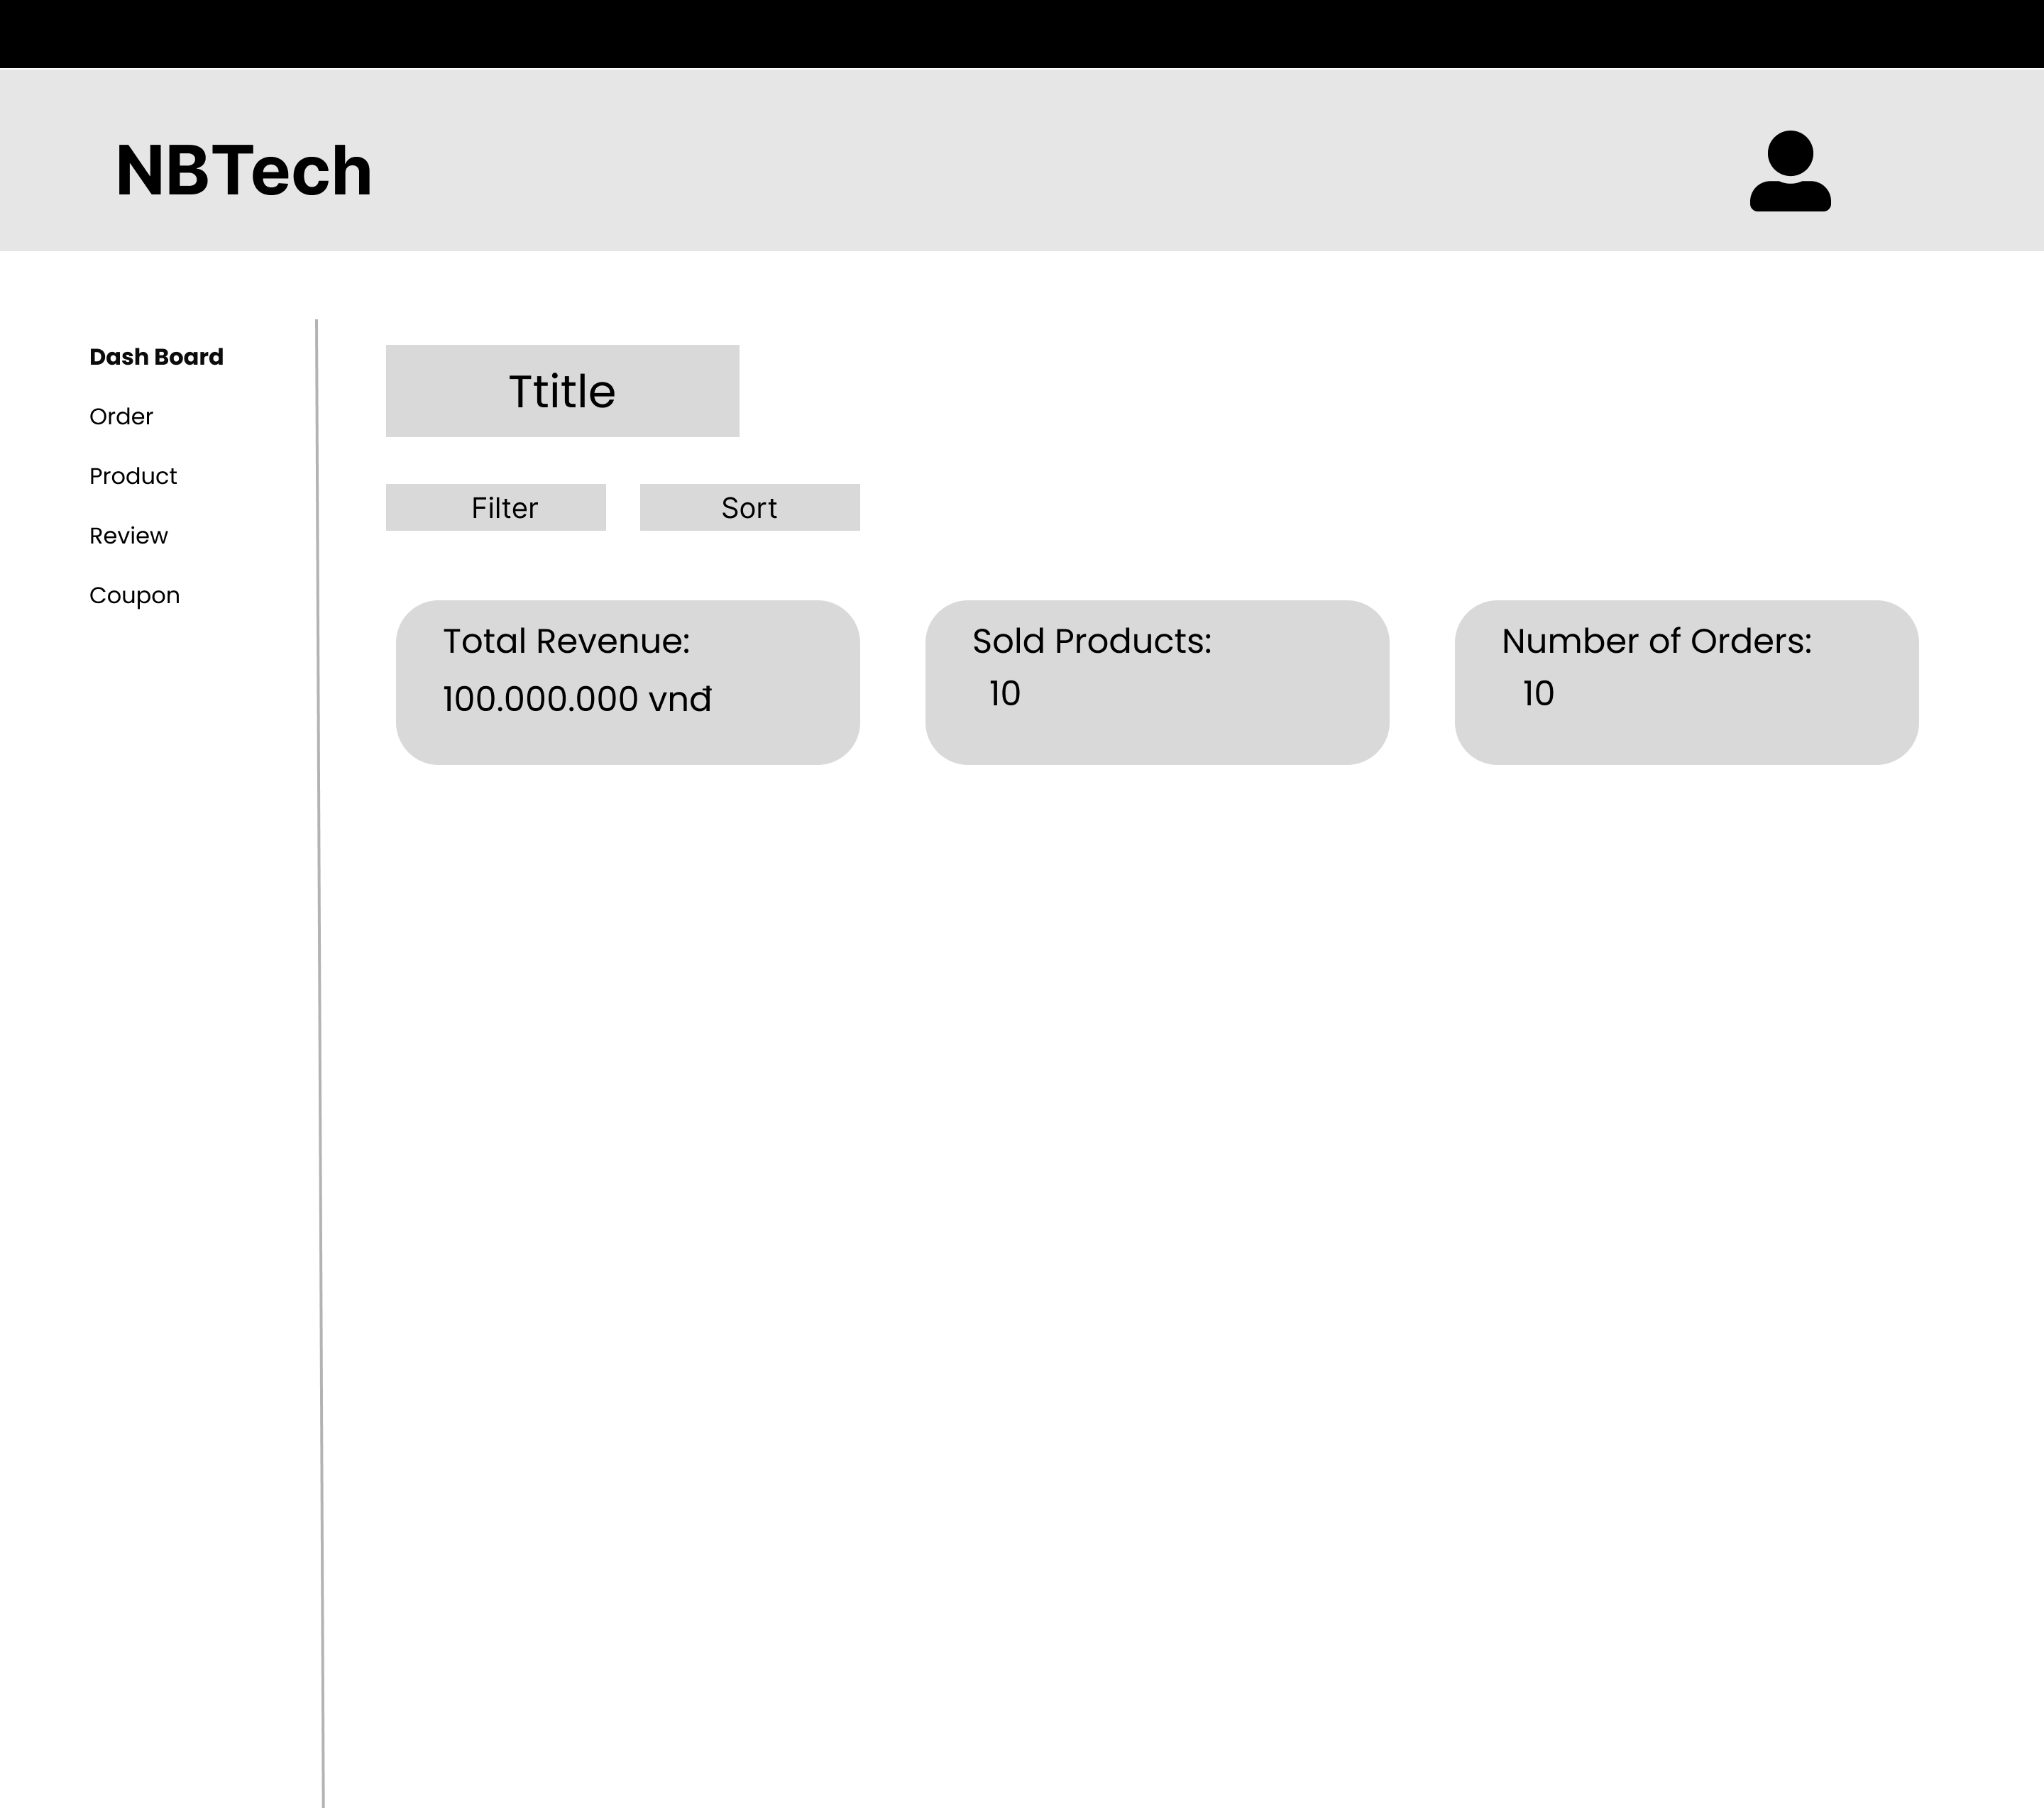 NBTech
Dash Board
Order
Product
Review
Coupon
Ttitle
Filter
Sort
Total Revenue:
100.000.000 vnđ
Sold Products:
10
Number of Orders:
10